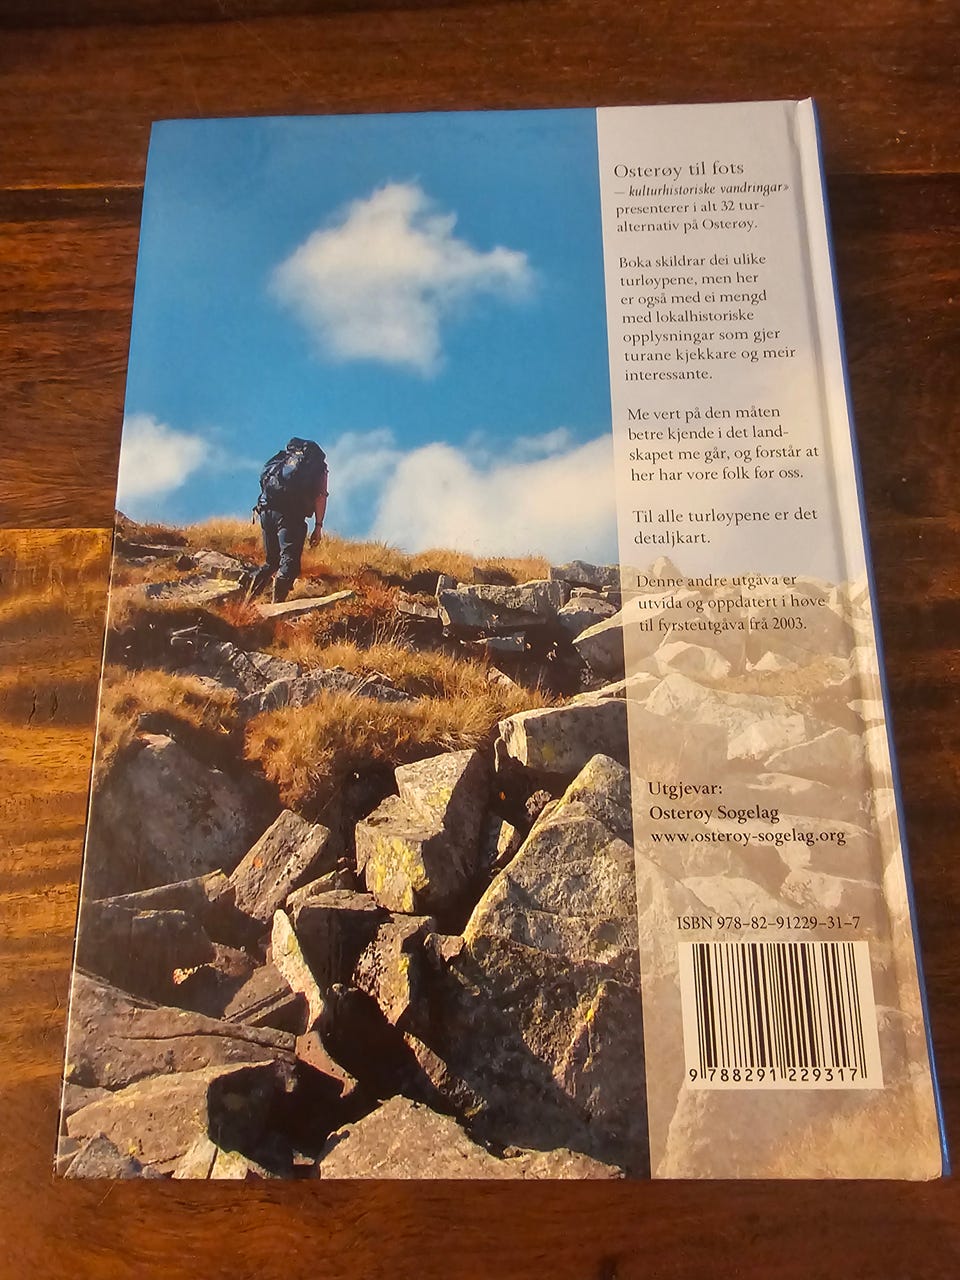 Osterøy til fots
– kulturhistoriske vandringar»
presenterer i alt 32 tur-
alternativ på Osterøy.
Boka skildrar dei ulike
turløypene, men her
er også med ei mengd
med lokalhistoriske
opplysningar som gjer
turane kjekkare og meir
interessante.
Me vert på den måten
betre kjende i det land-
skapet me går, og forstår at
her har vore folk før oss.
Til alle turløypene er det
detaljkart.
Denne andre utgåva er
utvida og oppdatert i høve
til fyrsteutgåva frå 2003.
Utgjevar:
Osterøy Sogelag
www.osteroy-sogelag.org
ISBN 978-82-91229-31-7
9 788291 229317